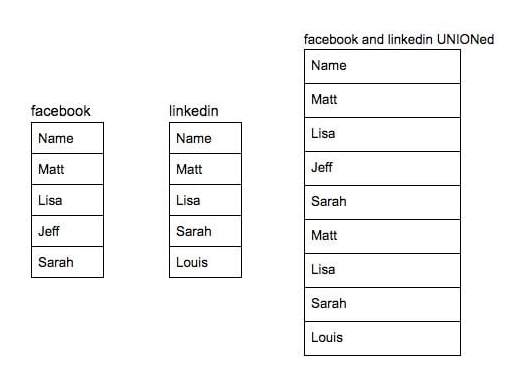 facebook
Name
Matt
Lisa
Jeff
Sarah
linkedin
Name
Matt
Lisa
Sarah
Louis
facebook and linkedin UNIONed
Name
Matt
Lisa
Jeff
Sarah
Matt
Lisa
Sarah
Louis